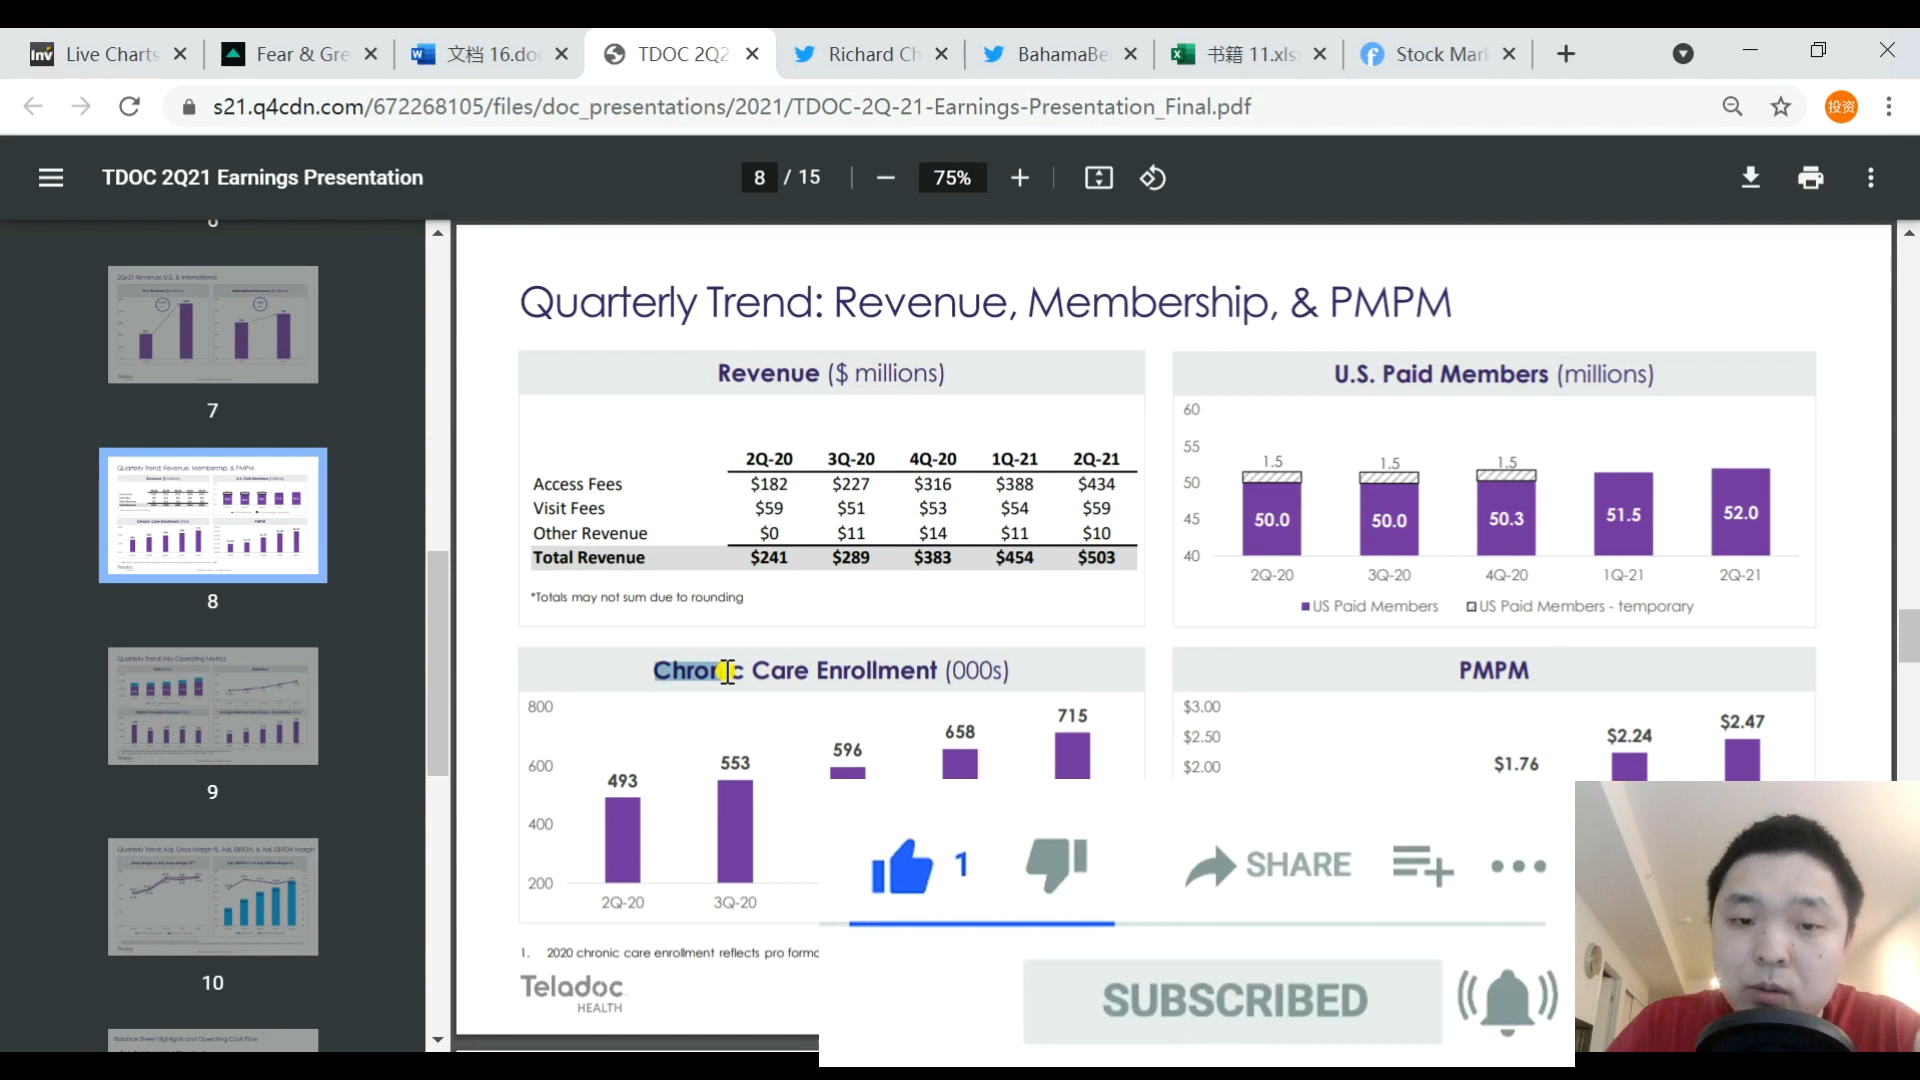 Live Charts
Fear & Gre
文档 16.do
TDOC 2Q2
Richard Ch
BahamaBe
书籍 11.xls
Stock Mar
s21.q4cdn.com/672268105/files/doc_presentations/2021/TDOC-2Q-21-Earnings-Presentation_Final.pdf
投资
TDOC 2Q21 Earnings Presentation
8 / 15
75%
7
8
9
10
Quarterly Trend: Revenue, Membership, & PMPM
Revenue ($ millions)
2Q-20 3Q-20 4Q-20 1Q-21 2Q-21
Access Fees $182 $227 $316 $388 $434
Visit Fees $59 $51 $53 $54 $59
Other Revenue $0 $11 $14 $11 $10
Total Revenue $241 $289 $383 $454 $503
*Totals may not sum due to rounding
U.S. Paid Members (millions)
60
55
50
45
40
1.5 1.5 1.5
50.0 50.0 50.3 51.5 52.0
2Q-20 3Q-20 4Q-20 1Q-21 2Q-21
US Paid Members US Paid Members - temporary
Chronic Care Enrollment (000s)
800
600
400
200
493 553 596 658 715
2Q-20 3Q-20
PMPM
$3.00
$2.50
$2.00
$1.76 $2.24 $2.47
1. 2020 chronic care enrollment reflects pro forma
Teladoc
HEALTH
1
SHARE
SUBSCRIBED